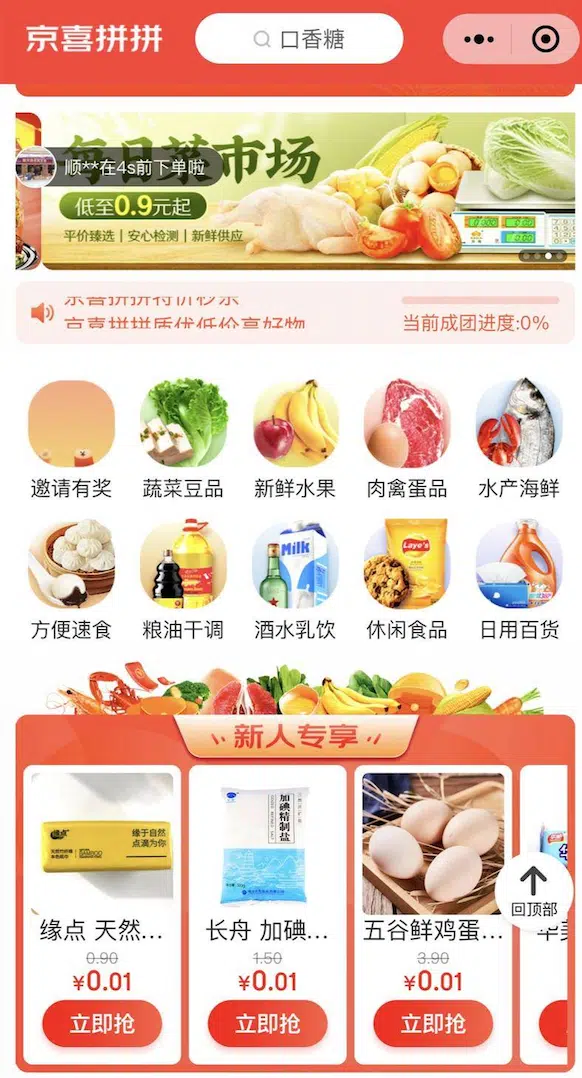 京喜拼拼
口香糖
每日菜市场
顺**在4s前下单啦
低至0.9元起
平价臻选 | 安心检测 | 新鲜供应
京喜拼拼特价秒杀
京喜拼拼质优低价享好物
当前成团进度:0%
邀请有奖
蔬菜豆品
新鲜水果
肉禽蛋品
水产海鲜
Milk
方便速食
粮油干调
酒水乳饮
休闲食品
日用百货
新人专享
缘点
缘于自然
点滴为你
加碘精制盐
缘点 天然...
长舟 加碘...
五谷鲜鸡蛋...
回顶部
0.90
1.50
3.90
¥0.01
¥0.01
¥0.01
立即抢
立即抢
立即抢